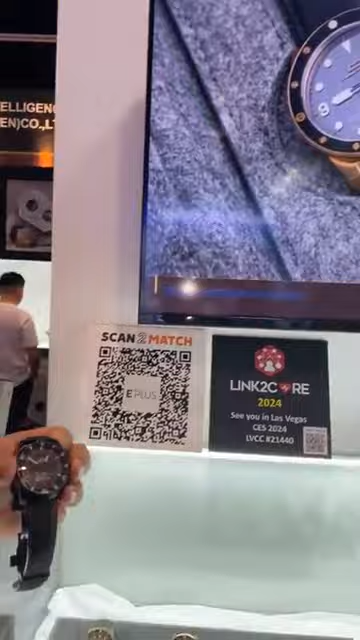 ELLIGENC
EN)CO.,LT
SCAN2MATCH
EPLUS
LINK2CORE
2024
See you in Las Vegas
CES 2024
LVCC #21440